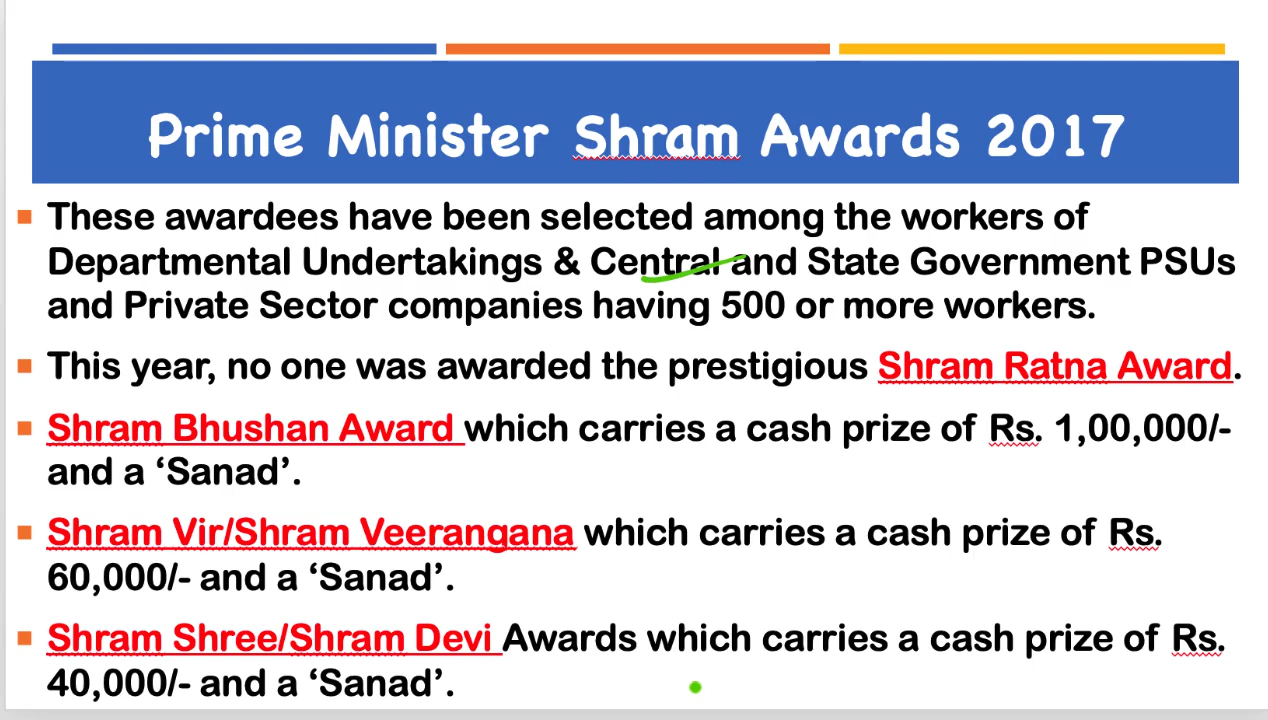 Prime Minister Shram Awards 2017
These awardees have been selected among the workers of
Departmental Undertakings & Central and State Government PSUs
and Private Sector companies having 500 or more workers.
This year, no one was awarded the prestigious Shram Ratna Award.
Shram Bhushan Award which carries a cash prize of Rs. 1,00,000/-
and a ‘Sanad’.
Shram Vir/Shram Veerangana which carries a cash prize of Rs.
60,000/- and a ‘Sanad’.
Shram Shree/Shram Devi Awards which carries a cash prize of Rs.
40,000/- and a ‘Sanad’.